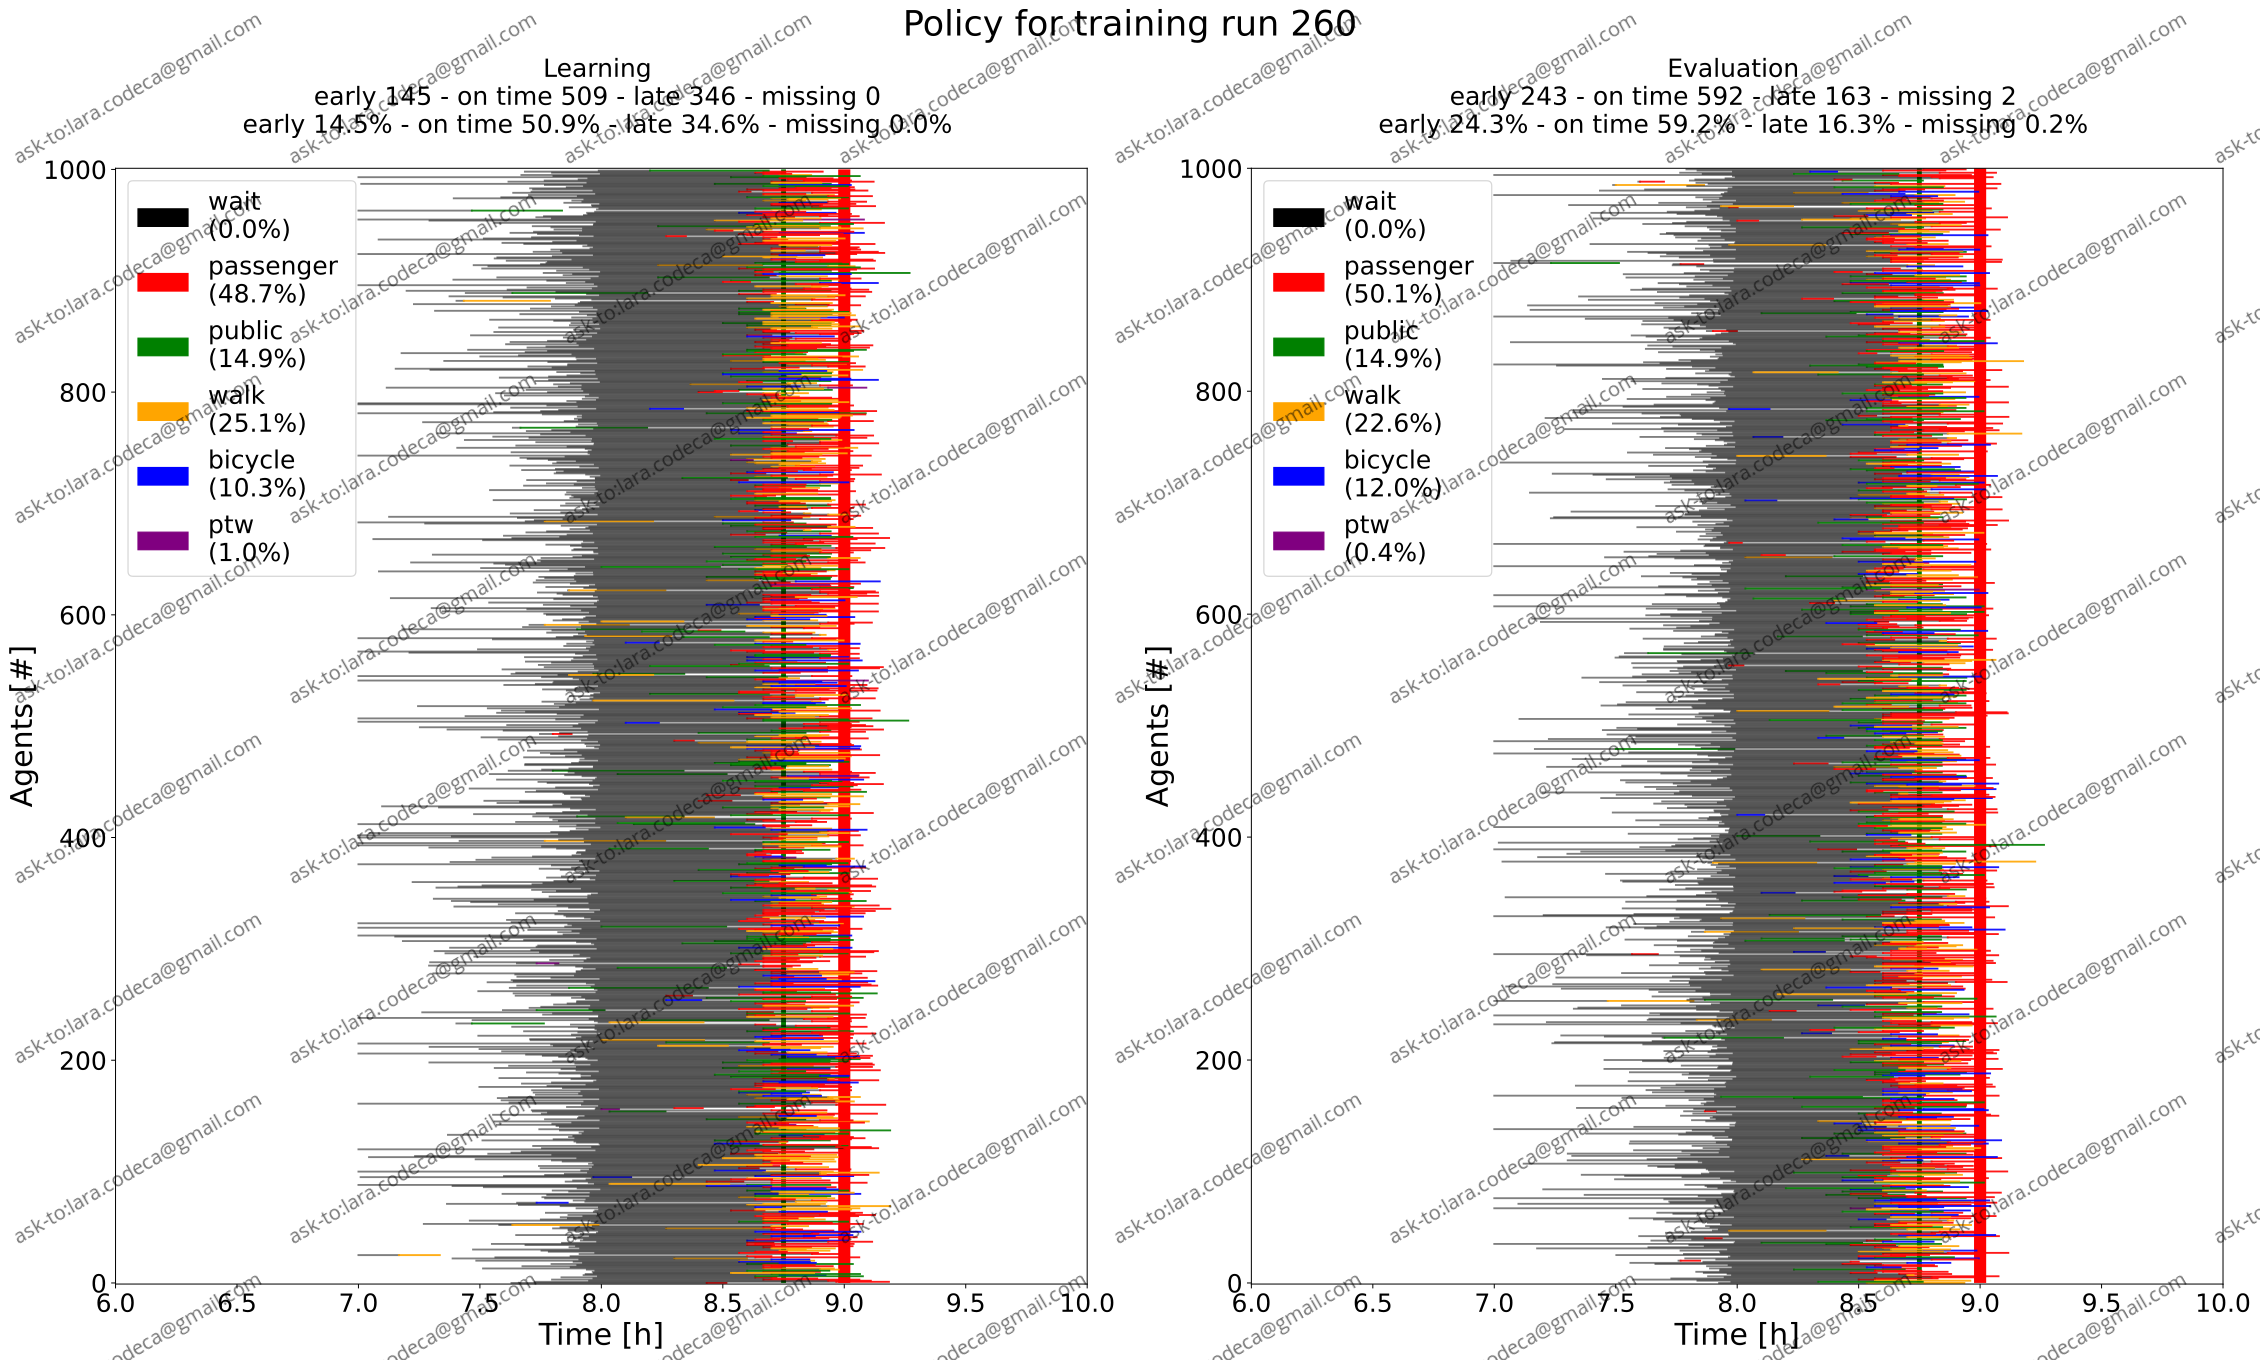 Policy for training run 260
Learning
early 145 - on time 509 - late 346 - missing 0
early 14.5% - on time 50.9% - late 34.6% - missing 0.0%
Evaluation
early 243 - on time 592 - late 163 - missing 2
early 24.3% - on time 59.2% - late 16.3% - missing 0.2%
wait
(0.0%)
passenger
(48.7%)
public
(14.9%)
walk
(25.1%)
bicycle
(10.3%)
ptw
(1.0%)
Agents [#]
1000
800
600
400
200
0
6.0 6.5 7.0 7.5 8.0 8.5 9.0 9.5 10.0
Time [h]
wait
(0.0%)
passenger
(50.1%)
public
(14.9%)
walk
(22.6%)
bicycle
(12.0%)
ptw
(0.4%)
Agents [#]
1000
800
600
400
200
0
6.0 6.5 7.0 7.5 8.0 8.5 9.0 9.5 10.0
Time [h]
ask-to:lara.codeca@gmail.com